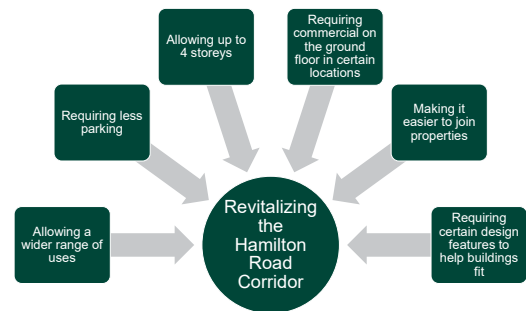 Allowing up to
4 storeys
Requiring
commercial on
the ground
floor in certain
locations
Requiring less
parking
Making it
easier to join
properties
Allowing a
wider range of
uses
Revitalizing
the
Hamilton
Road
Corridor
Requiring
certain design
features to
help buildings
fit